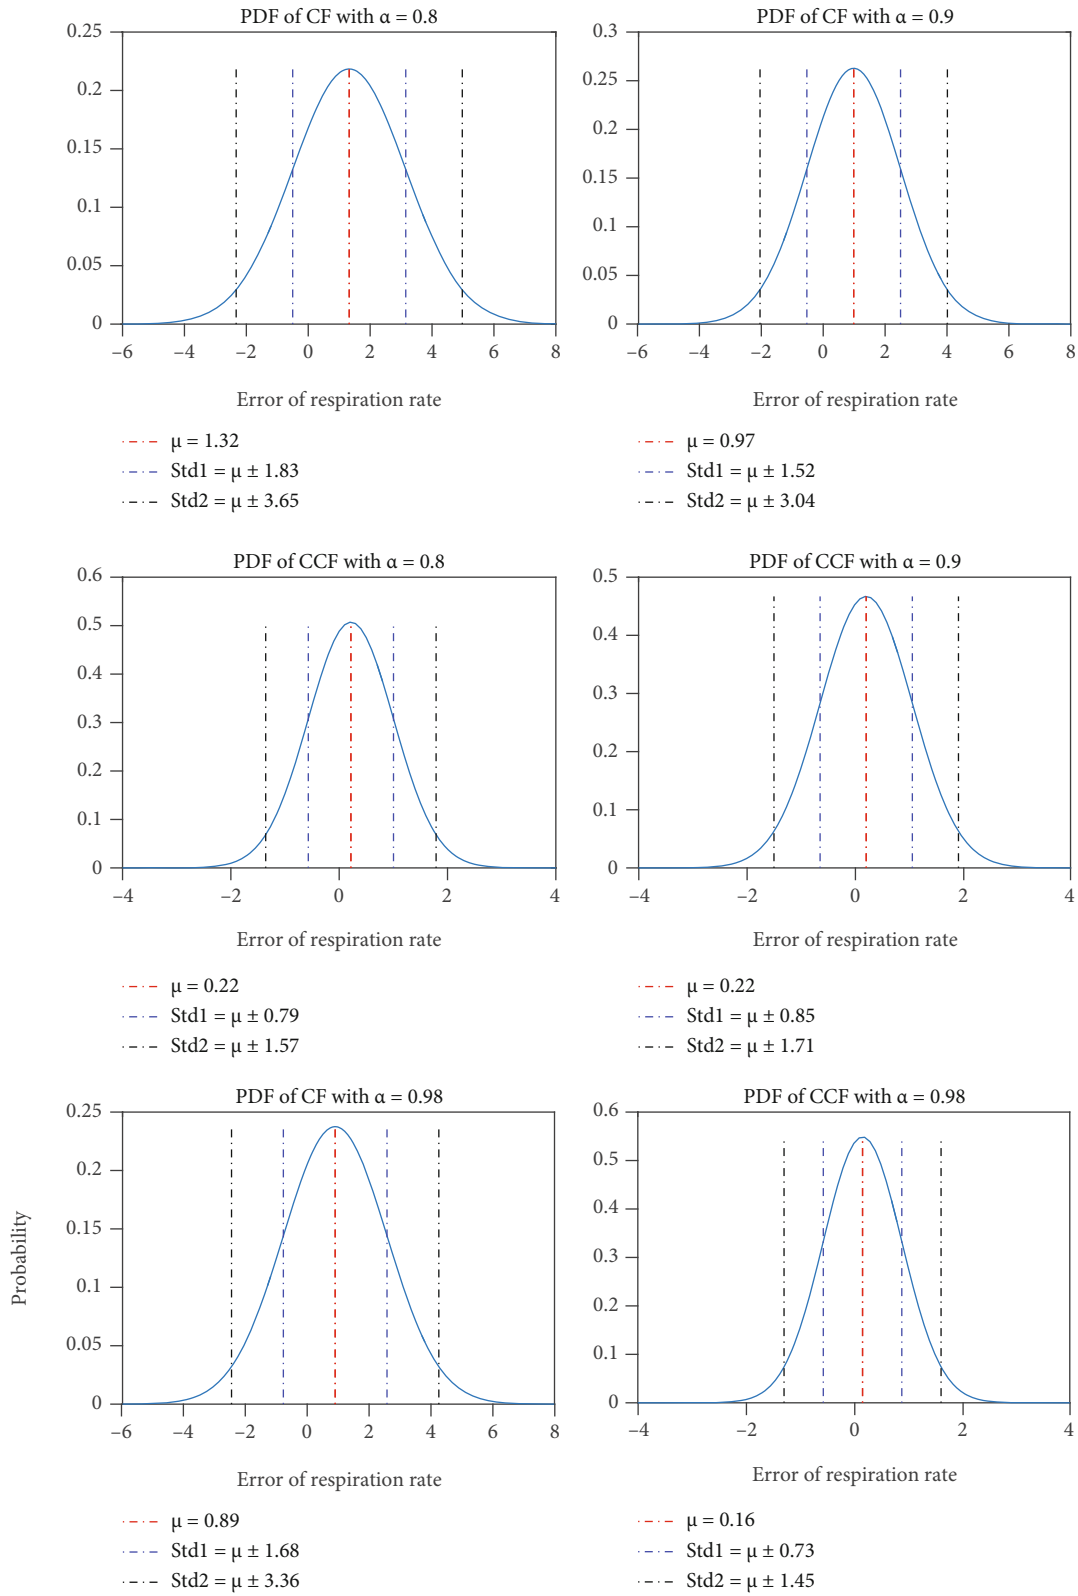 PDF of CF with α = 0.8
0.25
0.2
0.15
0.1
0.05
0
–6 –4 –2 0 2 4 6 8
Error of respiration rate
μ = 1.32
Std1 = μ ± 1.83
Std2 = μ ± 3.65
PDF of CF with α = 0.9
0.3
0.25
0.2
0.15
0.1
0.05
0
–6 –4 –2 0 2 4 6 8
Error of respiration rate
μ = 0.97
Std1 = μ ± 1.52
Std2 = μ ± 3.04
PDF of CCF with α = 0.8
0.6
0.5
0.4
0.3
0.2
0.1
0
–4 –2 0 2 4
Error of respiration rate
μ = 0.22
Std1 = μ ± 0.79
Std2 = μ ± 1.57
PDF of CCF with α = 0.9
0.5
0.4
0.3
0.2
0.1
0
–4 –2 0 2 4
Error of respiration rate
μ = 0.22
Std1 = μ ± 0.85
Std2 = μ ± 1.71
PDF of CF with α = 0.98
Probability
0.25
0.2
0.15
0.1
0.05
0
–6 –4 –2 0 2 4 6 8
Error of respiration rate
μ = 0.89
Std1 = μ ± 1.68
Std2 = μ ± 3.36
PDF of CCF with α = 0.98
0.6
0.5
0.4
0.3
0.2
0.1
0
–4 –2 0 2 4
Error of respiration rate
μ = 0.16
Std1 = μ ± 0.73
Std2 = μ ± 1.45